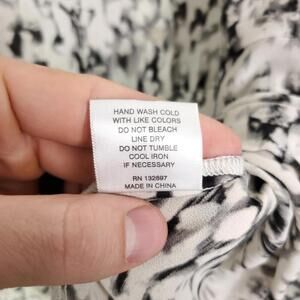 HAND WASH COLD
WITH LIKE COLORS
DO NOT BLEACH
LINE DRY
DO NOT TUMBLE
COOL IRON
IF NECESSARY
RN 132897
MADE IN CHINA